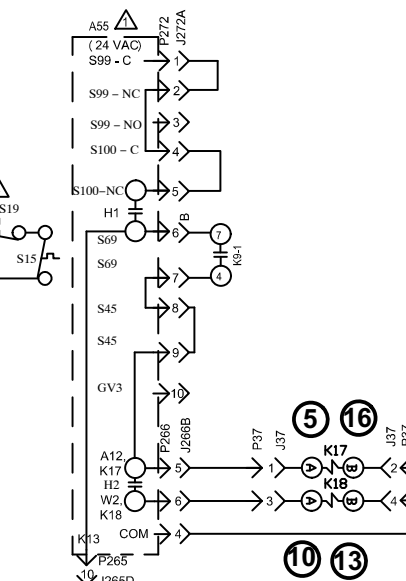 A55 1
(24 VAC)
P272 J272A
S99 - C 1
S99 – NC 2
S99 – NO 3
S100 – C 4
S100–NC 5
S19
H1
B
S69 6 7
S15
K9-1
S69 7 4
S45 8
S45 9
GV3 10
P266 J266B
5 16
P37 J37 K17 J37 P37
A12,
K17 5 1 A B 2
H2 K18
W2,
K18 6 3 A B 4
K13 COM 4
P265
10 10 13
J265D